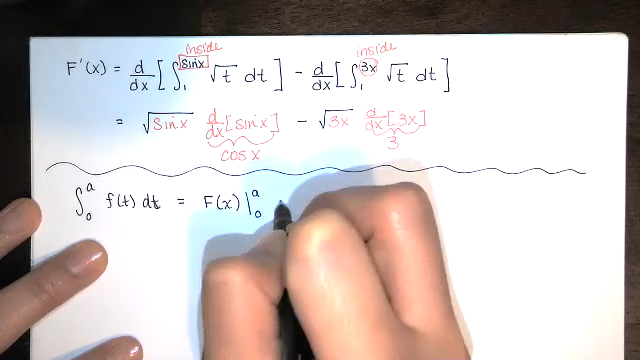 inside inside
F'(x) = d/dx [ ∫₁^sinx √t dt ] − d/dx [ ∫₁^3x √t dt ]
= √sinx d/dx [sinx] − √3x d/dx [3x]
cosx 3
∫₀^a f(t) dt = F(x) |₀^a